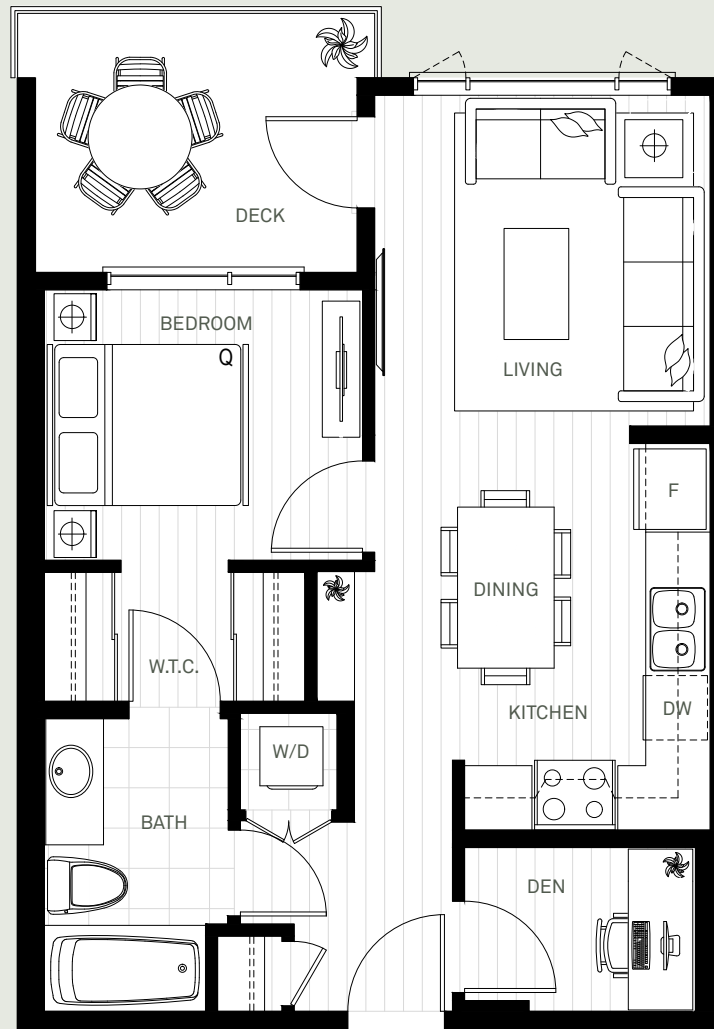 DECK
BEDROOM
Q
LIVING
F
DINING
W.T.C.
KITCHEN
DW
W/D
BATH
DEN